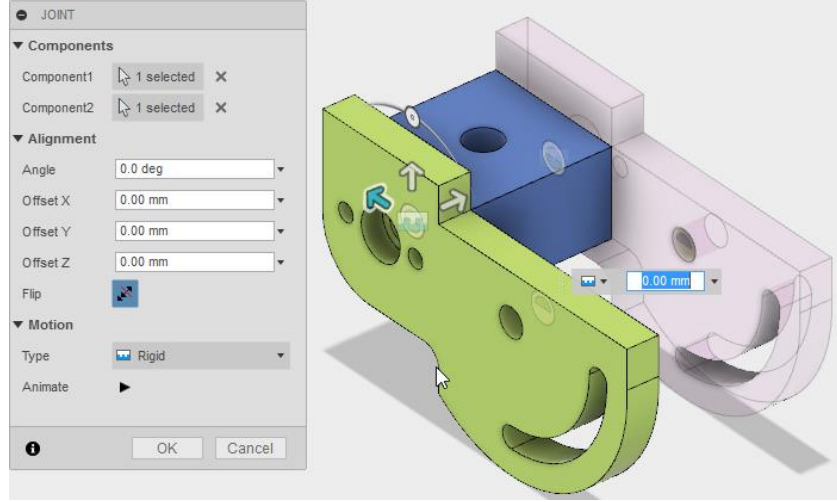 JOINT
Components
Component1 1 selected
Component2 1 selected
Alignment
Angle 0.0 deg
Offset X 0.00 mm
Offset Y 0.00 mm
Offset Z 0.00 mm
Flip
Motion
Type Rigid
Animate
OK Cancel
0.00 mm